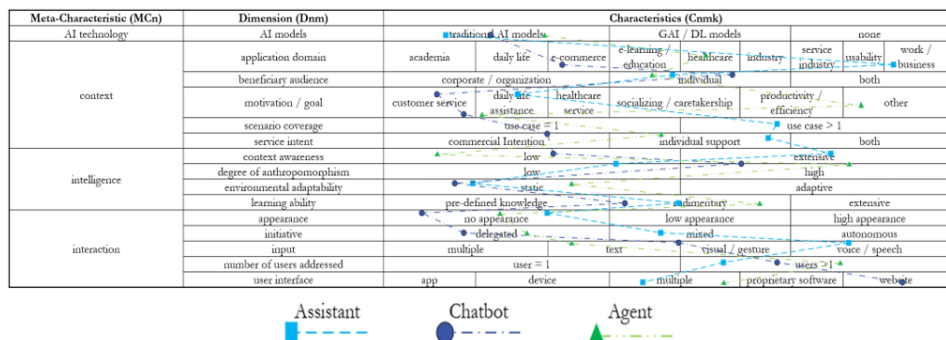 Meta-Characteristic (MCn) Dimension (Dnm) Characteristics (Cnmk)
AI technology AI models traditional AI models GAI / DL models none
context
application domain academia daily life e-commerce e-learning / education healthcare industry service industry usability work / business
beneficiary audience corporate / organization individual both
motivation / goal customer service daily life assistance healthcare service socializing / caretakership productivity / efficiency other
scenario coverage use case = 1 use case > 1
service intent commercial Intention individual support both
intelligence
context awareness low extensive
degree of anthropomorphism low high
environmental adaptability static adaptive
learning ability pre-defined knowledge rudimentary extensive
interaction
appearance no appearance low appearance high appearance
initiative delegated mixed autonomous
input multiple text visual / gesture voice / speech
number of users addressed user = 1 users >1
user interface app device multiple proprietary software website
Assistant Chatbot Agent